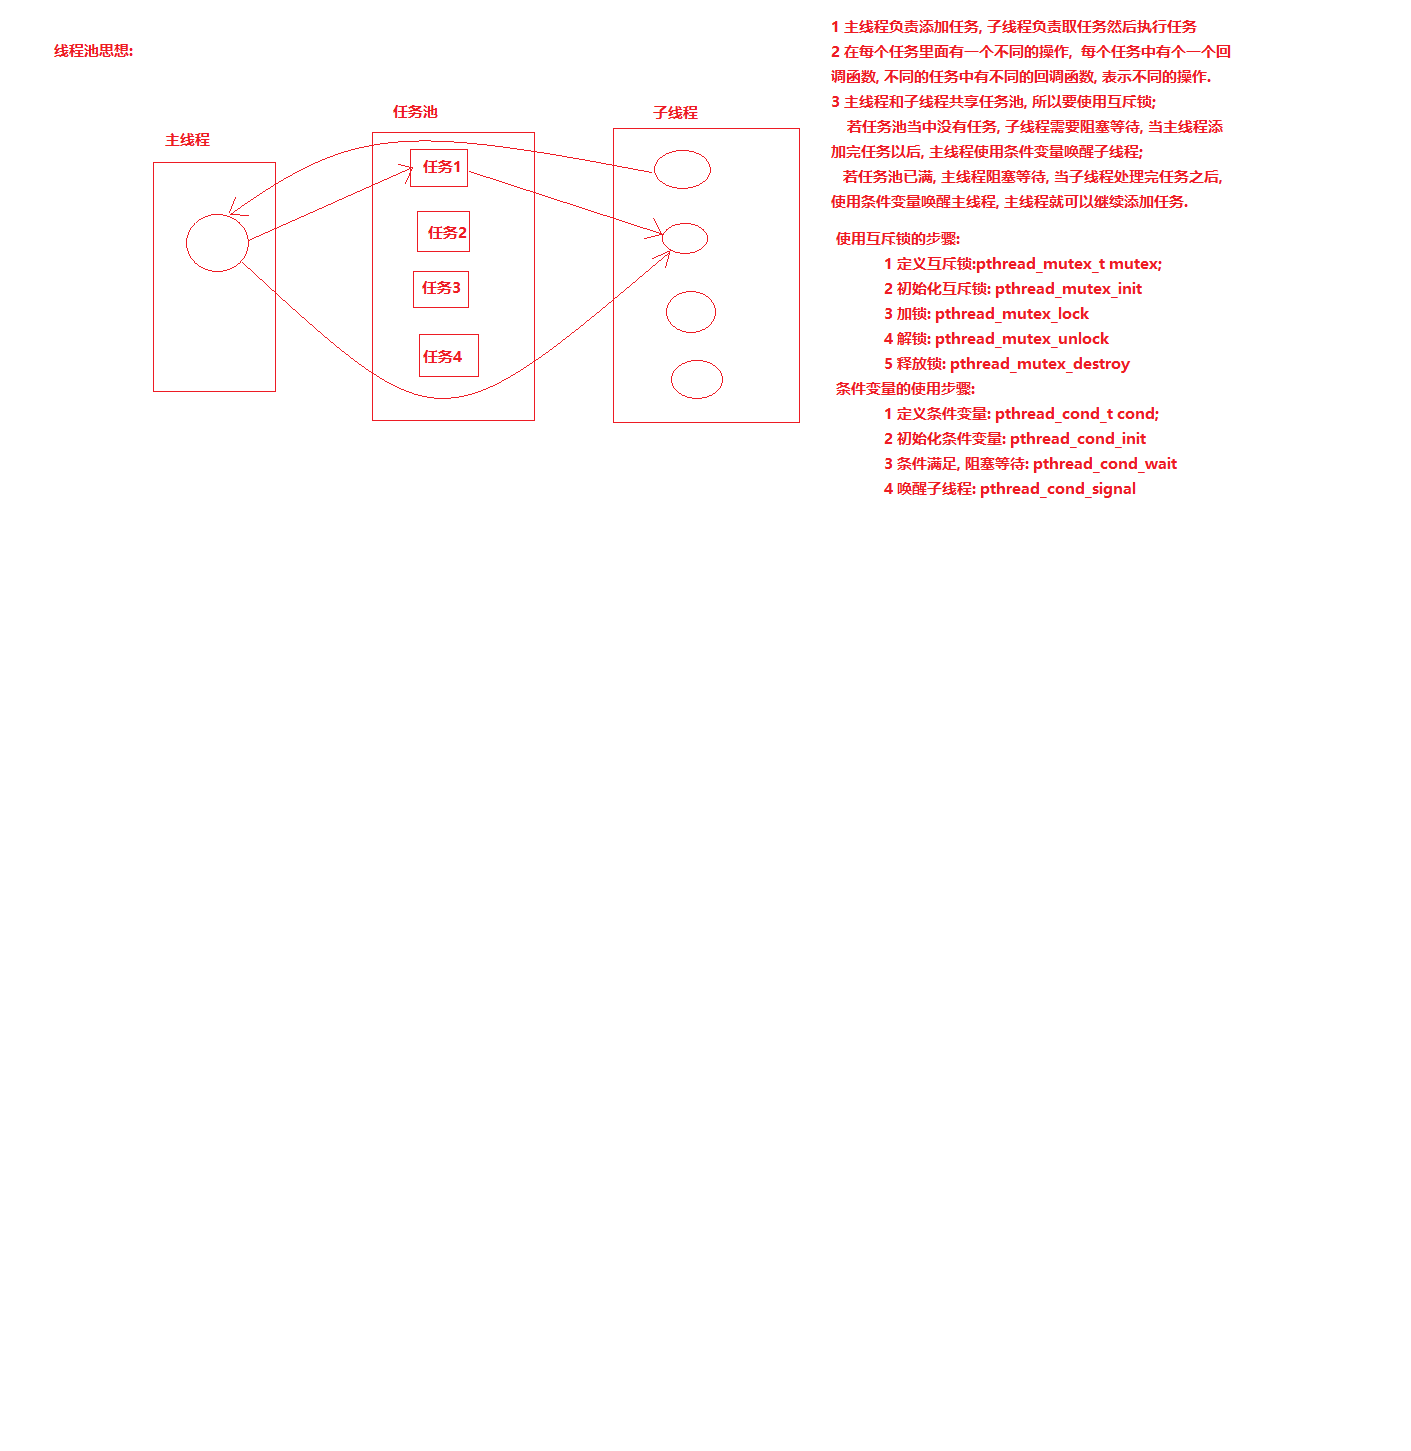 线程池思想:
主线程
任务池
子线程
任务1
任务2
任务3
任务4
1 主线程负责添加任务, 子线程负责取任务然后执行任务
2 在每个任务里面有一个不同的操作, 每个任务中有个一个回
调函数, 不同的任务中有不同的回调函数, 表示不同的操作.
3 主线程和子线程共享任务池, 所以要使用互斥锁;
若任务池当中没有任务, 子线程需要阻塞等待, 当主线程添
加完任务以后, 主线程使用条件变量唤醒子线程;
若任务池已满, 主线程阻塞等待, 当子线程处理完任务之后,
使用条件变量唤醒主线程, 主线程就可以继续添加任务.
使用互斥锁的步骤:
1 定义互斥锁:pthread_mutex_t mutex;
2 初始化互斥锁: pthread_mutex_init
3 加锁: pthread_mutex_lock
4 解锁: pthread_mutex_unlock
5 释放锁: pthread_mutex_destroy
条件变量的使用步骤:
1 定义条件变量: pthread_cond_t cond;
2 初始化条件变量: pthread_cond_init
3 条件满足, 阻塞等待: pthread_cond_wait
4 唤醒子线程: pthread_cond_signal